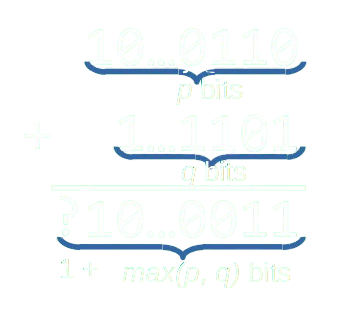 10...0110
p bits
+ 1...1101
q bits
?10...0011
1 + max(p, q) bits